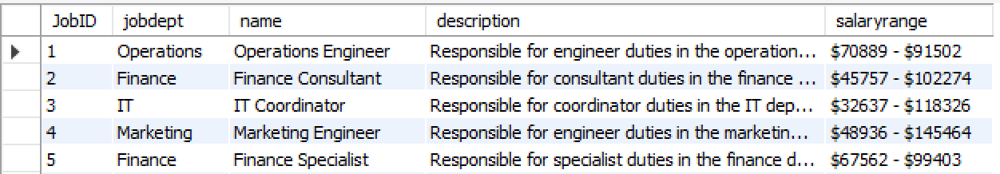 JobID jobdept name description salaryrange
1 Operations Operations Engineer Responsible for engineer duties in the operation... $70889 - $91502
2 Finance Finance Consultant Responsible for consultant duties in the finance ... $45757 - $102274
3 IT IT Coordinator Responsible for coordinator duties in the IT dep... $32637 - $118326
4 Marketing Marketing Engineer Responsible for engineer duties in the marketin... $48936 - $145464
5 Finance Finance Specialist Responsible for specialist duties in the finance d... $67562 - $99403